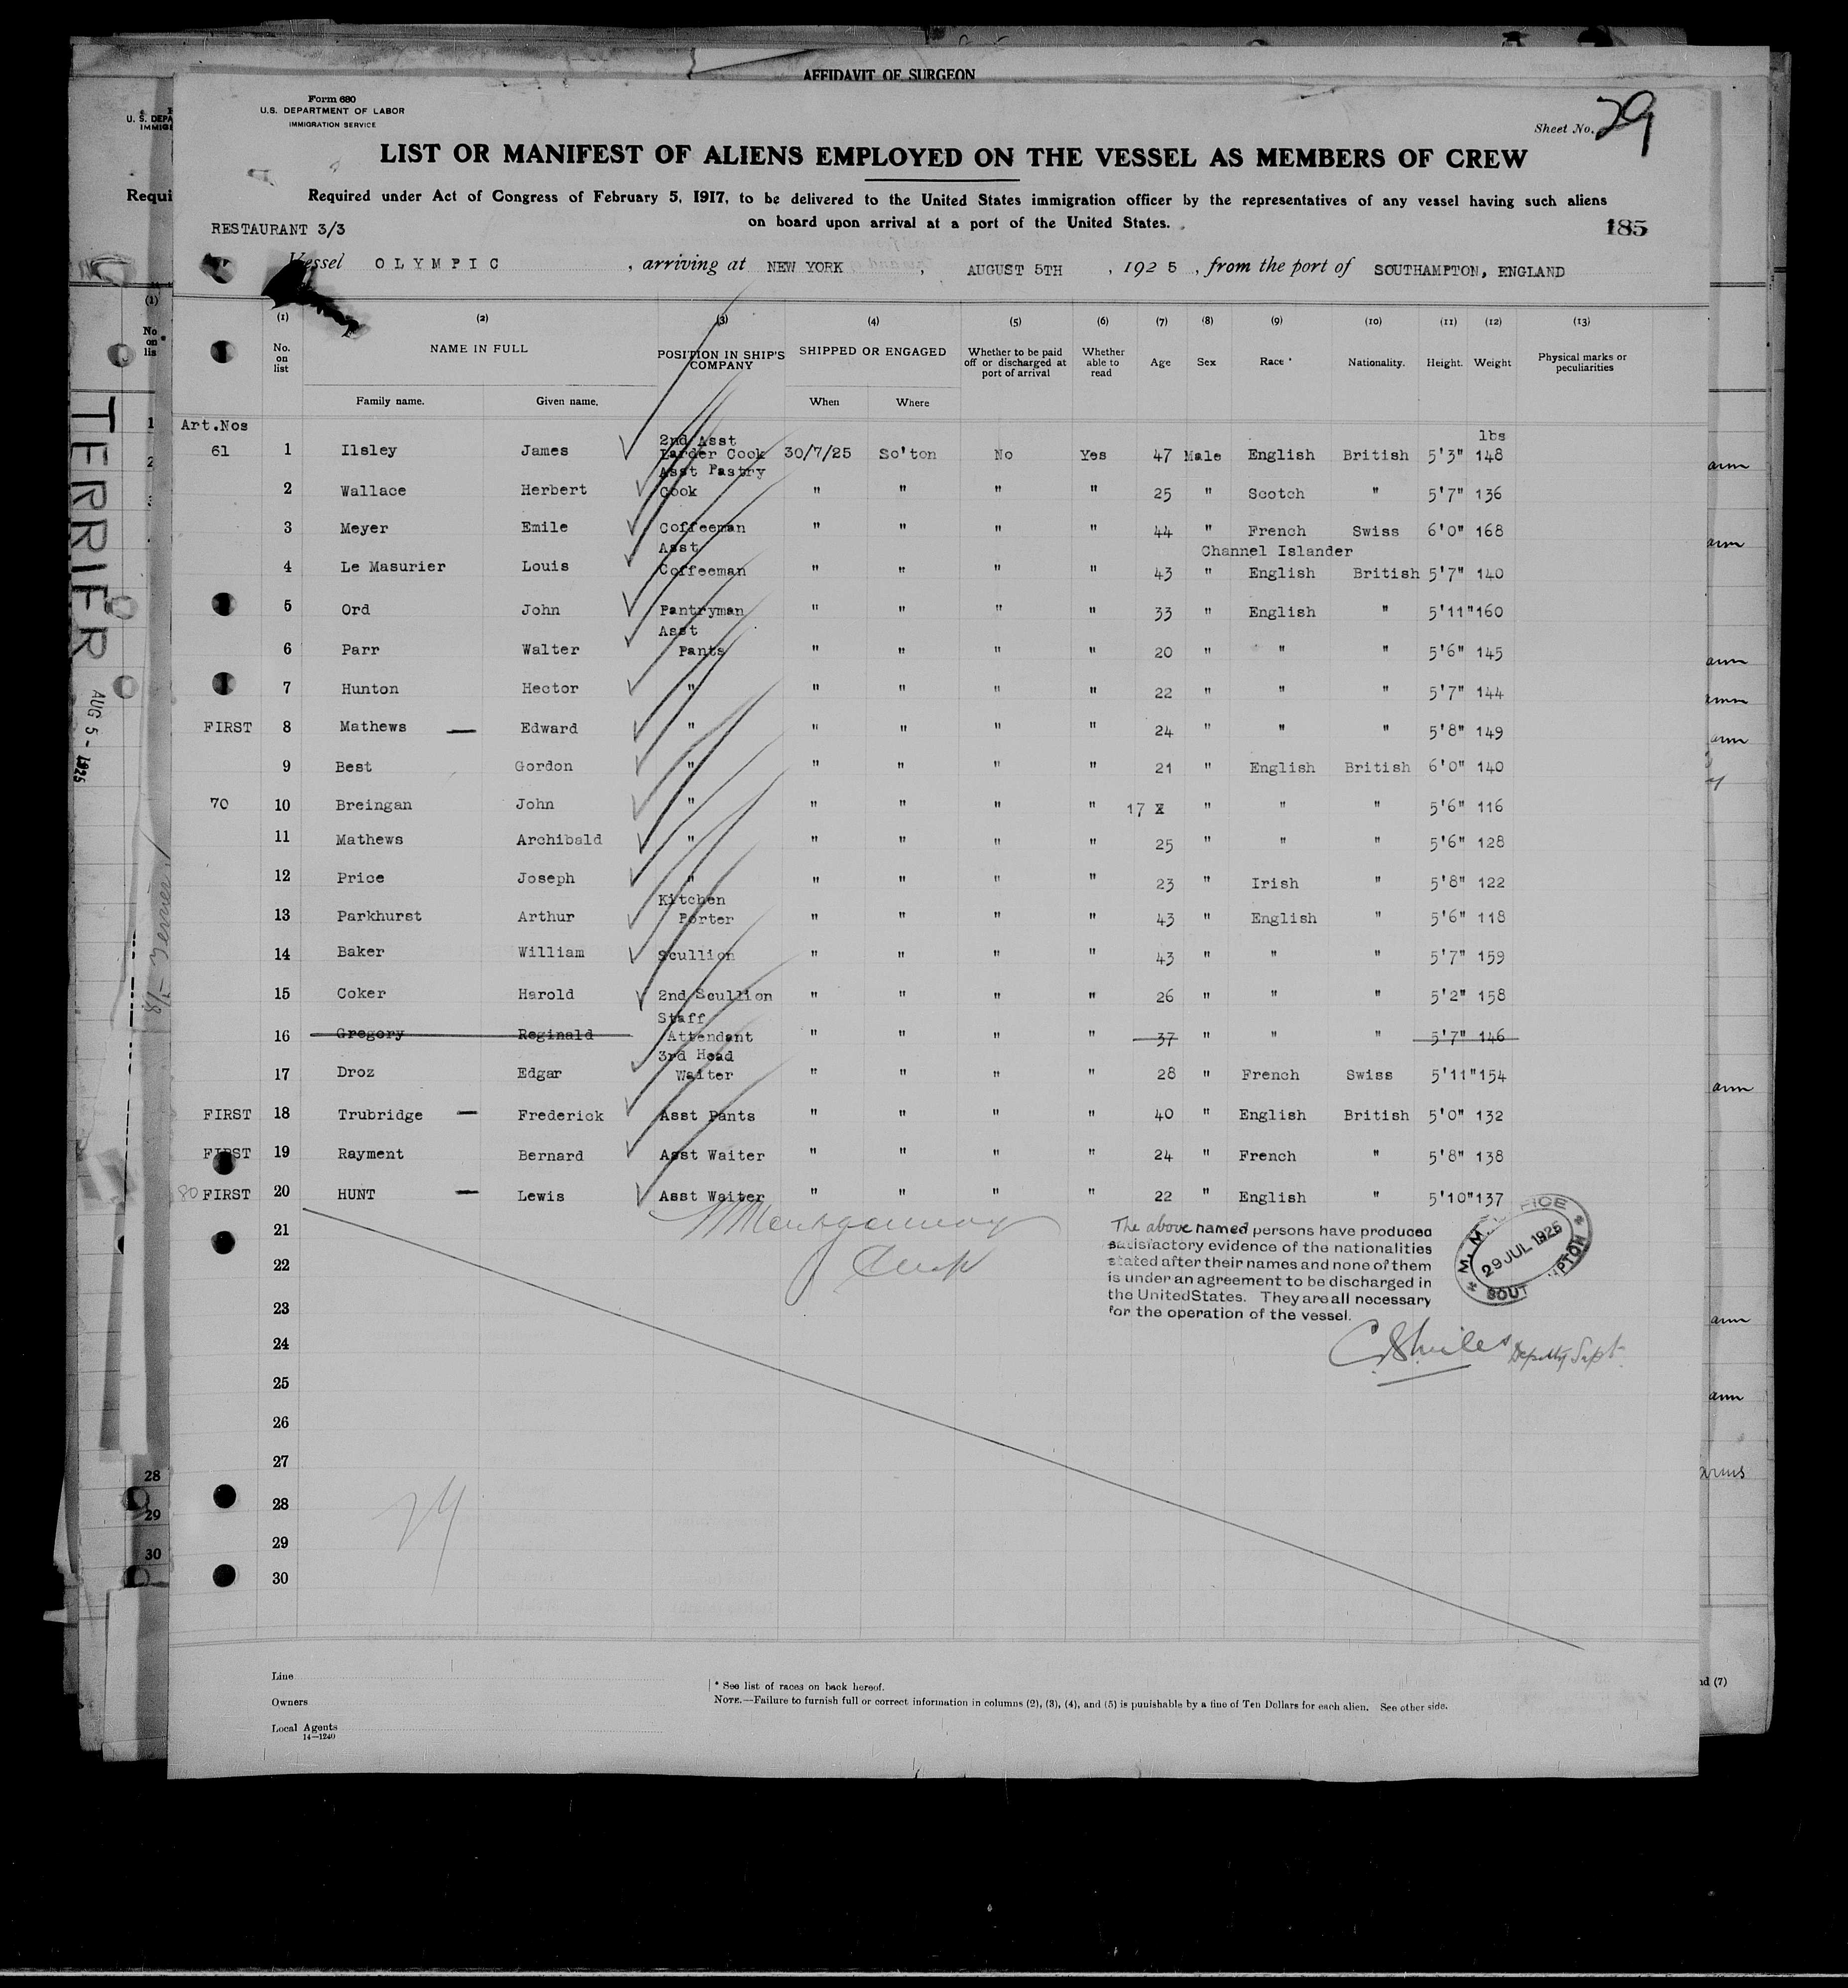 AFFIDAVIT OF SURGEON
Form 680
U.S. DEPARTMENT OF LABOR
IMMIGRATION SERVICE
Sheet No. 29
LIST OR MANIFEST OF ALIENS EMPLOYED ON THE VESSEL AS MEMBERS OF CREW
Required under Act of Congress of February 5, 1917, to be delivered to the United States immigration officer by the representatives of any vessel having such aliens
on board upon arrival at a port of the United States.
RESTAURANT 3/3
185
Vessel OLYMPIC, arriving at NEW YORK, AUGUST 5TH, 1925, from the port of SOUTHAMPTON, ENGLAND
(1) (2) (3) (4) (5) (6) (7) (8) (9) (10) (11) (12) (13)
No. on list NAME IN FULL POSITION IN SHIP'S COMPANY SHIPPED OR ENGAGED Whether to be paid off or discharged at port of arrival Whether able to read Age Sex Race * Nationality. Height. Weight Physical marks or peculiarities
Family name. Given name. When Where
Art.Nos lbs
61 1 Ilsley James 2nd Asst Larder Cook 30/7/25 So'ton No Yes 47 Male English British 5'3" 148
2 Wallace Herbert Asst Pastry Cook " " " " 25 " Scotch " 5'7" 136
3 Meyer Emile Coffeeman " " " " 44 " French Swiss 6'0" 168
4 Le Masurier Louis Asst Coffeeman " " " " 43 " Channel Islander English British 5'7" 140
5 Ord John Pantryman " " " " 33 " English " 5'11" 160
6 Parr Walter Asst Pants " " " " 20 " " " 5'6" 145
7 Hunton Hector " " " " " 22 " " " 5'7" 144
FIRST 8 Mathews — Edward " " " " " 24 " " " 5'8" 149
9 Best Gordon " " " " " 21 " English British 6'0" 140
70 10 Breingan John " " " " " 17 " " " 5'6" 116
11 Mathews Archibald " " " " " 25 " " " 5'6" 128
12 Price Joseph " " " " " 23 " Irish " 5'8" 122
13 Parkhurst Arthur Kitchen Porter " " " " 43 " English " 5'6" 118
14 Baker William Scullion " " " " 43 " " " 5'7" 159
15 Coker Harold 2nd Scullion " " " " 26 " " " 5'2" 158
16 Gregory Reginald Staff Attendant " " " " 37 " " " 5'7" 146
17 Droz Edgar 3rd Head Waiter " " " " 28 " French Swiss 5'11" 154
FIRST 18 Trubridge — Frederick Asst Pants " " " " 40 " English British 5'0" 132
FIRST 19 Rayment Bernard Asst Waiter " " " " 24 " French " 5'8" 138
80 FIRST 20 HUNT — Lewis Asst Waiter " " " " 22 " English " 5'10" 137
21
22
23
24
25
26
27
28
29
30
The above named persons have produced
satisfactory evidence of the nationalities
stated after their names and none of them
is under an agreement to be discharged in
the United States. They are all necessary
for the operation of the vessel.
29 JUL 1925
Deputy Supt.
Line
Owners
Local Agents
14—1240
* See list of races on back hereof.
NOTE.—Failure to furnish full or correct information in columns (2), (3), (4), and (5) is punishable by a fine of Ten Dollars for each alien. See other side.
TERRIER
AUG 5 - 1925
28
29
30